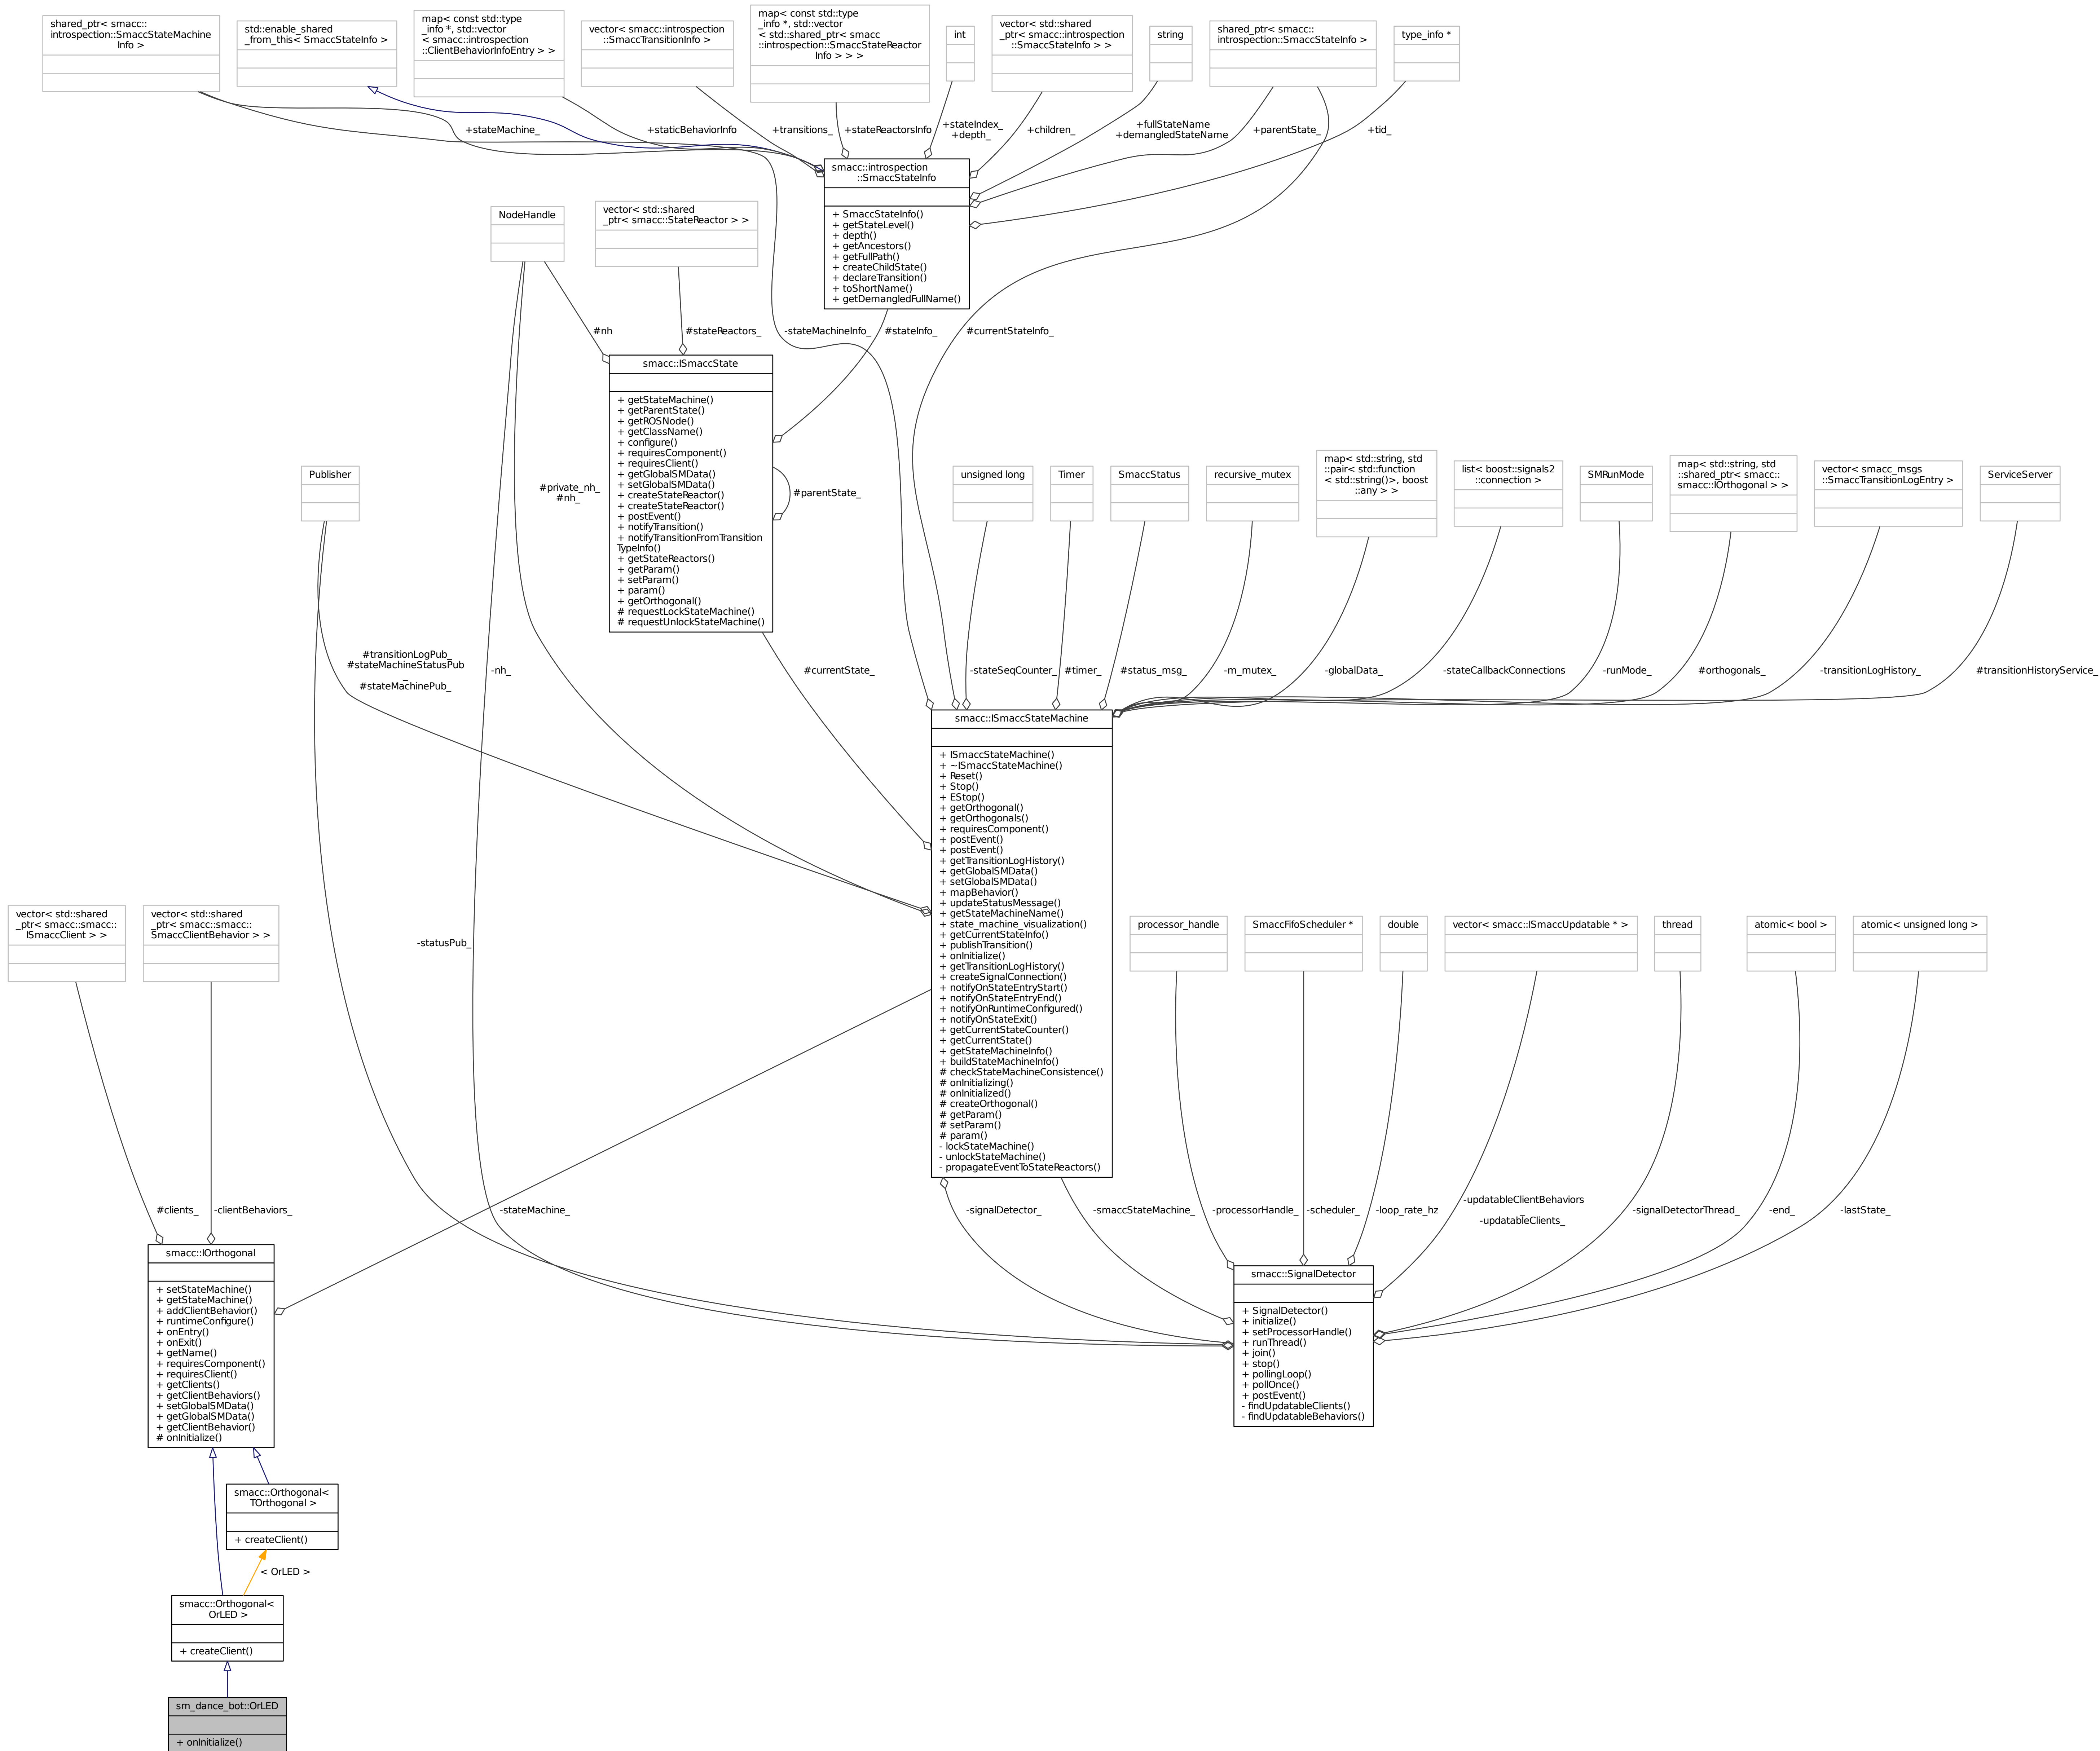 shared_ptr< smacc::
introspection::SmaccStateMachine
Info >
std::enable_shared
_from_this< SmaccStateInfo >
map< const std::type
_info *, std::vector
< smacc::introspection
::ClientBehaviorInfoEntry > >
vector< smacc::introspection
::SmaccTransitionInfo >
map< const std::type
_info *, std::vector
< std::shared_ptr< smacc
::introspection::SmaccStateReactor
Info > > >
int
vector< std::shared
_ptr< smacc::introspection
::SmaccStateInfo > >
string
shared_ptr< smacc::
introspection::SmaccStateInfo >
type_info *
+stateMachine_
+staticBehaviorInfo
+transitions_
+stateReactorsInfo
+stateIndex_
+depth_
+children_
+fullStateName
+demangledStateName
+parentState_
+tid_
smacc::introspection
::SmaccStateInfo
+ SmaccStateInfo()
+ getStateLevel()
+ depth()
+ getAncestors()
+ getFullPath()
+ createChildState()
+ declareTransition()
+ toShortName()
+ getDemangledFullName()
NodeHandle
vector< std::shared
_ptr< smacc::StateReactor > >
#nh
#stateReactors_
-stateMachineInfo_
#stateInfo_
#currentStateInfo_
smacc::ISmaccState
+ getStateMachine()
+ getParentState()
+ getROSNode()
+ getClassName()
+ configure()
+ requiresComponent()
+ requiresClient()
+ getGlobalSMData()
+ setGlobalSMData()
+ createStateReactor()
+ createStateReactor()
+ postEvent()
+ notifyTransition()
+ notifyTransitionFromTransition
TypeInfo()
+ getStateReactors()
+ getParam()
+ setParam()
+ param()
+ getOrthogonal()
# requestLockStateMachine()
# requestUnlockStateMachine()
#parentState_
Publisher
#private_nh_
#nh_
unsigned long
Timer
SmaccStatus
recursive_mutex
map< std::string, std
::pair< std::function
< std::string()>, boost
::any > >
list< boost::signals2
::connection >
SMRunMode
map< std::string, std
::shared_ptr< smacc::
smacc::IOrthogonal > >
vector< smacc_msgs
::SmaccTransitionLogEntry >
ServiceServer
#transitionLogPub_
#stateMachineStatusPub
_
#stateMachinePub_
-nh_
#currentState_
-stateSeqCounter_
#timer_
#status_msg_
-m_mutex_
-globalData_
-stateCallbackConnections
-runMode_
#orthogonals_
-transitionLogHistory_
#transitionHistoryService_
smacc::ISmaccStateMachine
+ ISmaccStateMachine()
+ ~ISmaccStateMachine()
+ Reset()
+ Stop()
+ EStop()
+ getOrthogonal()
+ getOrthogonals()
+ requiresComponent()
+ postEvent()
+ postEvent()
+ getTransitionLogHistory()
+ getGlobalSMData()
+ setGlobalSMData()
+ mapBehavior()
+ updateStatusMessage()
+ getStateMachineName()
+ state_machine_visualization()
+ getCurrentStateInfo()
+ publishTransition()
+ onInitialize()
+ getTransitionLogHistory()
+ createSignalConnection()
+ notifyOnStateEntryStart()
+ notifyOnStateEntryEnd()
+ notifyOnRuntimeConfigured()
+ notifyOnStateExit()
+ getCurrentStateCounter()
+ getCurrentState()
+ getStateMachineInfo()
+ buildStateMachineInfo()
# checkStateMachineConsistence()
# onInitializing()
# onInitialized()
# createOrthogonal()
# getParam()
# setParam()
# param()
- lockStateMachine()
- unlockStateMachine()
- propagateEventToStateReactors()
vector< std::shared
_ptr< smacc::smacc::
ISmaccClient > >
vector< std::shared
_ptr< smacc::smacc::
SmaccClientBehavior > >
-statusPub_
processor_handle
SmaccFifoScheduler *
double
vector< smacc::ISmaccUpdatable * >
thread
atomic< bool >
atomic< unsigned long >
#clients_
-clientBehaviors_
-stateMachine_
-signalDetector_
-smaccStateMachine_
-processorHandle_
-scheduler_
-loop_rate_hz
-updatableClientBehaviors
_
-updatableClients_
-signalDetectorThread_
-end_
-lastState_
smacc::IOrthogonal
+ setStateMachine()
+ getStateMachine()
+ addClientBehavior()
+ runtimeConfigure()
+ onEntry()
+ onExit()
+ getName()
+ requiresComponent()
+ requiresClient()
+ getClients()
+ getClientBehaviors()
+ setGlobalSMData()
+ getGlobalSMData()
+ getClientBehavior()
# onInitialize()
smacc::SignalDetector
+ SignalDetector()
+ initialize()
+ setProcessorHandle()
+ runThread()
+ join()
+ stop()
+ pollingLoop()
+ pollOnce()
+ postEvent()
- findUpdatableClients()
- findUpdatableBehaviors()
smacc::Orthogonal<
TOrthogonal >
+ createClient()
< OrLED >
smacc::Orthogonal<
OrLED >
+ createClient()
sm_dance_bot::OrLED
+ onInitialize()